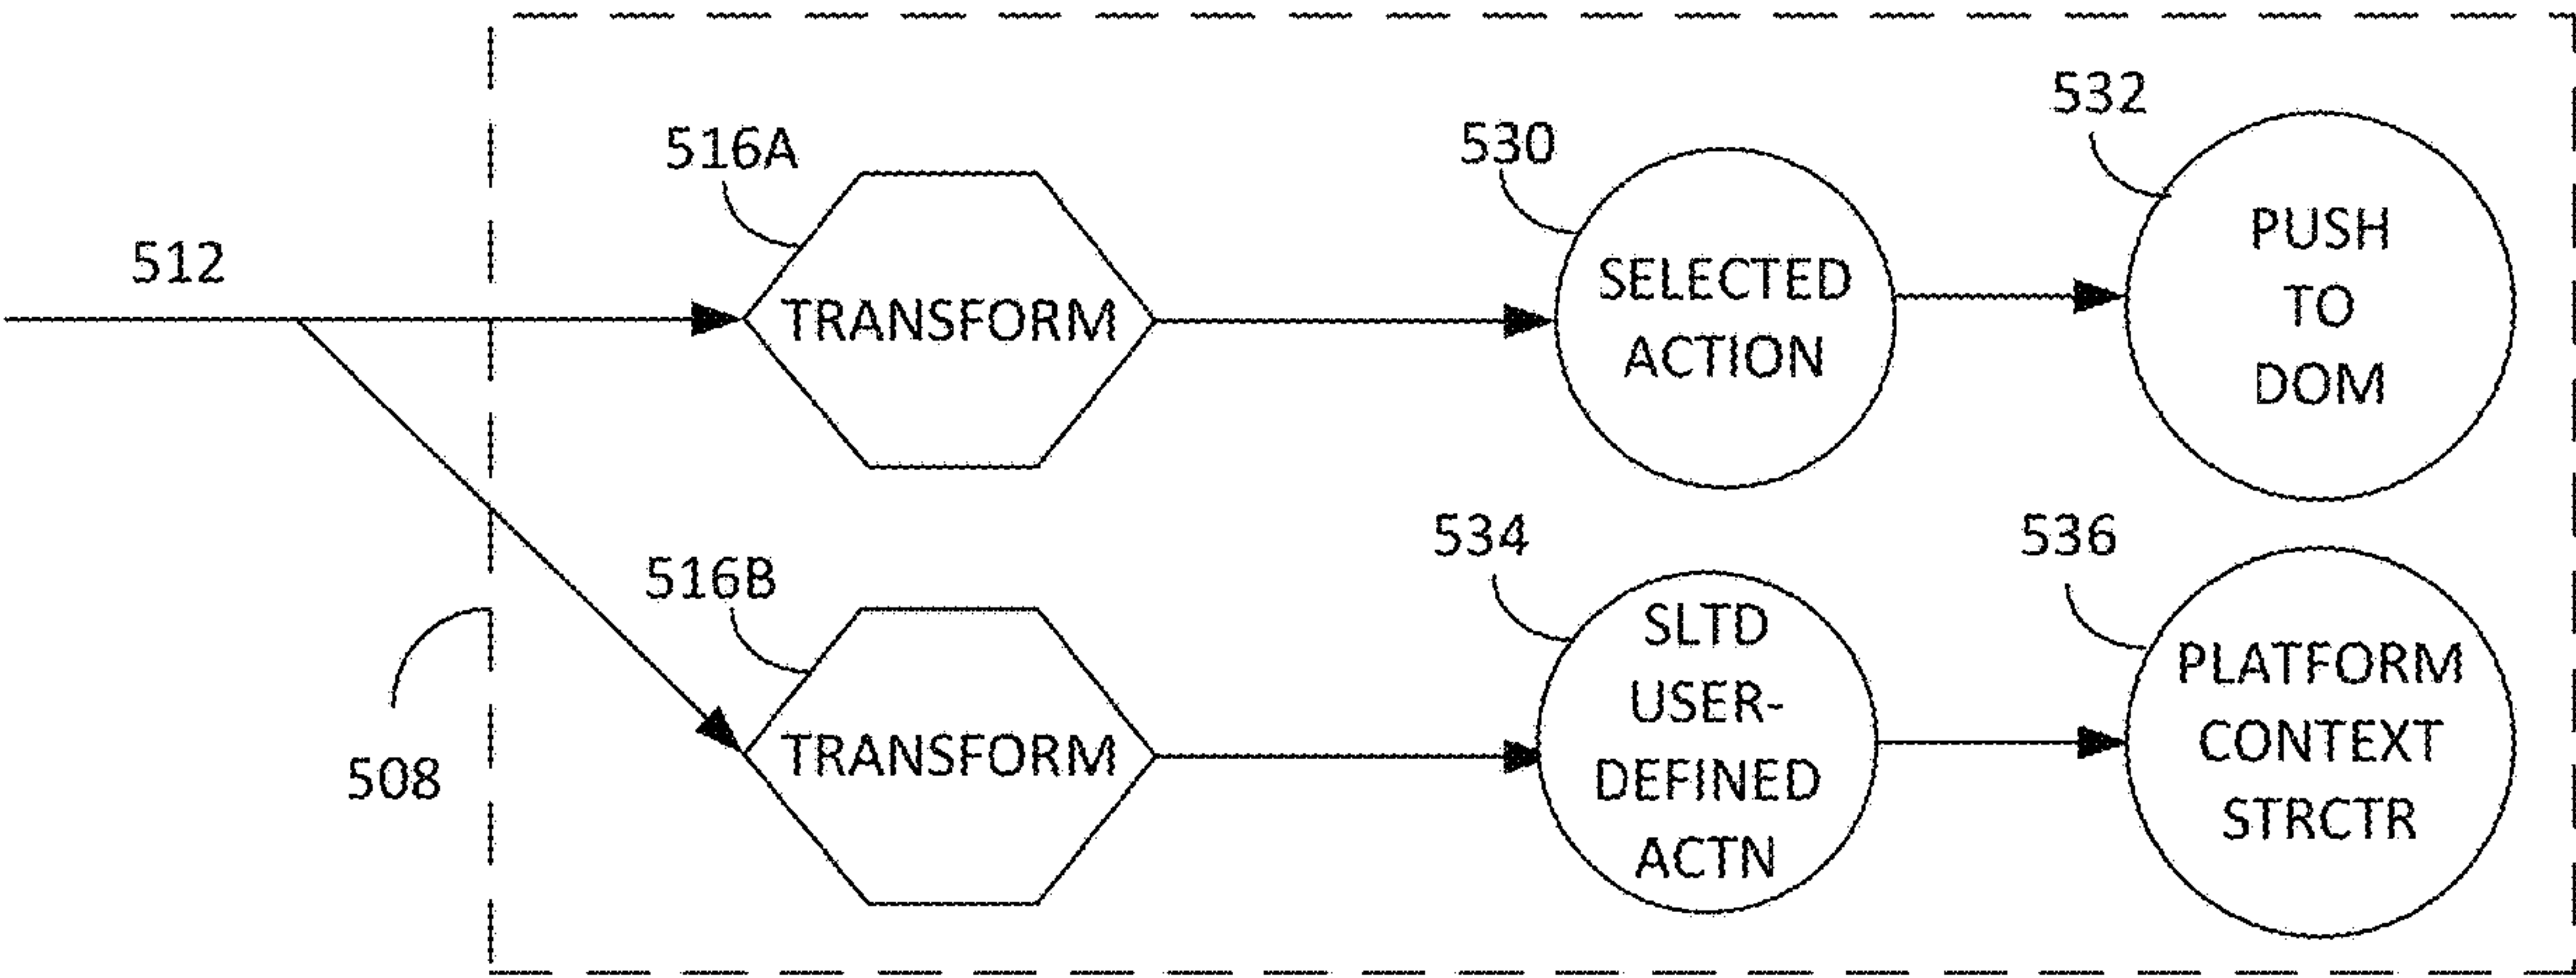 532
530
516A
PUSH
TO
DOM
512
SELECTED
ACTION
TRANSFORM
534
536
516B
SLTD
USER-
DEFINED
ACTN
PLATFORM
CONTEXT
STRCTR
TRANSFORM
508